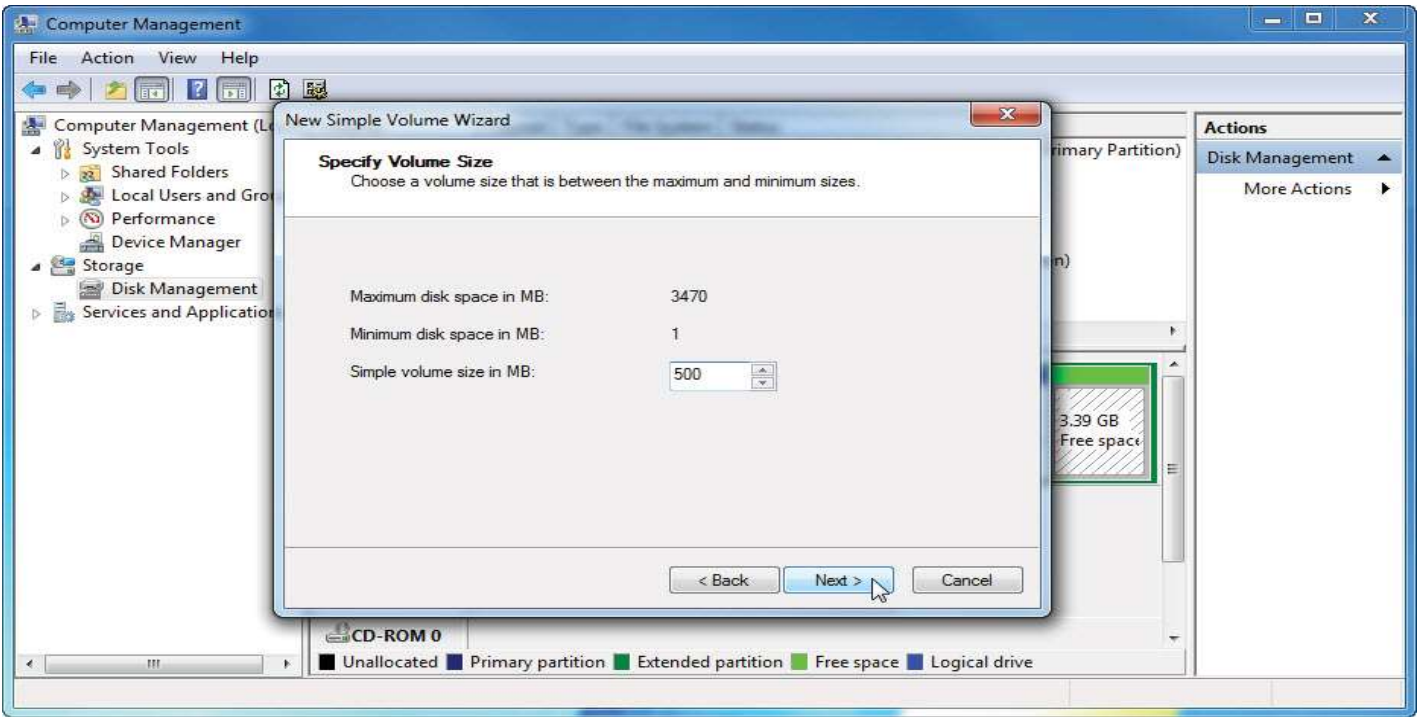 Computer Management
File Action View Help
Computer Management (Lo
System Tools
Shared Folders
Local Users and Grou
Performance
Device Manager
Storage
Disk Management
Services and Application
New Simple Volume Wizard
Specify Volume Size
Choose a volume size that is between the maximum and minimum sizes.
Maximum disk space in MB: 3470
Minimum disk space in MB: 1
Simple volume size in MB: 500
< Back Next > Cancel
rimary Partition)
n)
3.39 GB
Free space
CD-ROM 0
Unallocated Primary partition Extended partition Free space Logical drive
Actions
Disk Management
More Actions